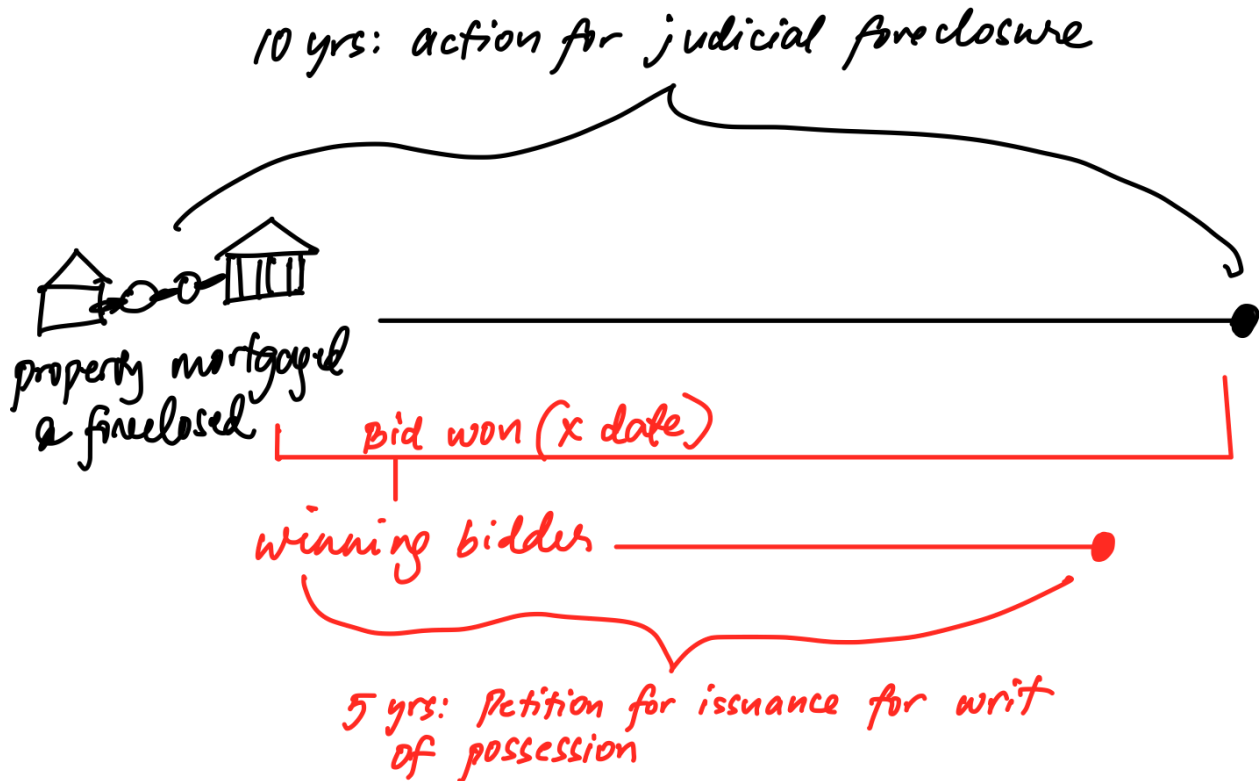 10 yrs: action for judicial foreclosure
property mortgaged
& foreclosed
Bid won (x date)
winning bidder
5 yrs: Petition for issuance for writ
of possession